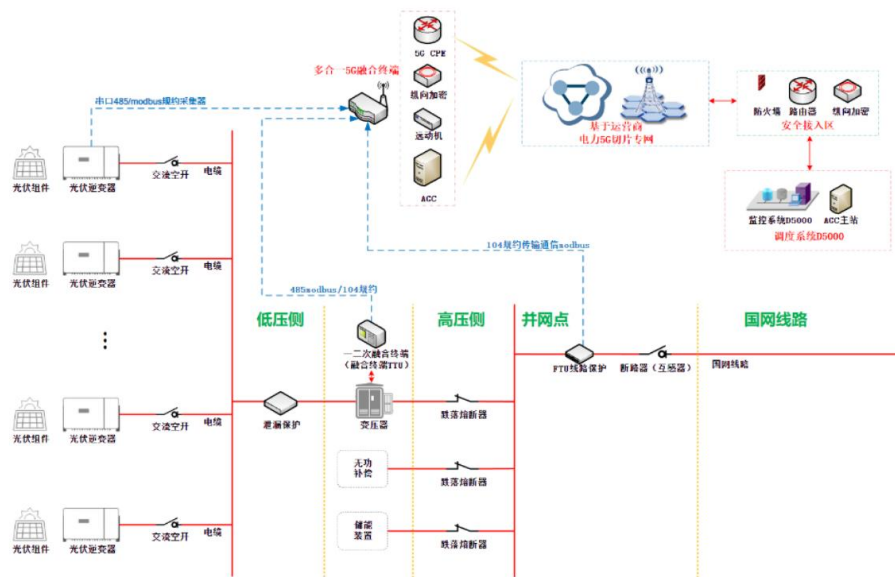 5G CPE
多合一5G融合终端
纵向加密
远动机
AGC
基于运营商
电力5G切片专网
防火墙
路由器
纵向加密
安全接入区
监控系统D5000
AGC主站
调度系统D5000
串口485/modbus规约采集器
光伏组件
光伏逆变器
交流空开
电缆
光伏组件
光伏逆变器
交流空开
电缆
104规约传输通信modbus
485modbus/104规约
低压侧
高压侧
并网点
国网线路
一二次融合终端
(融合终端TTU)
FTU线路保护
断路器(互感器)
国网线路
光伏组件
光伏逆变器
交流空开
电缆
泄漏保护
变压器
跌落熔断器
无功
补偿
跌落熔断器
光伏组件
光伏逆变器
交流空开
电缆
储能
装置
跌落熔断器